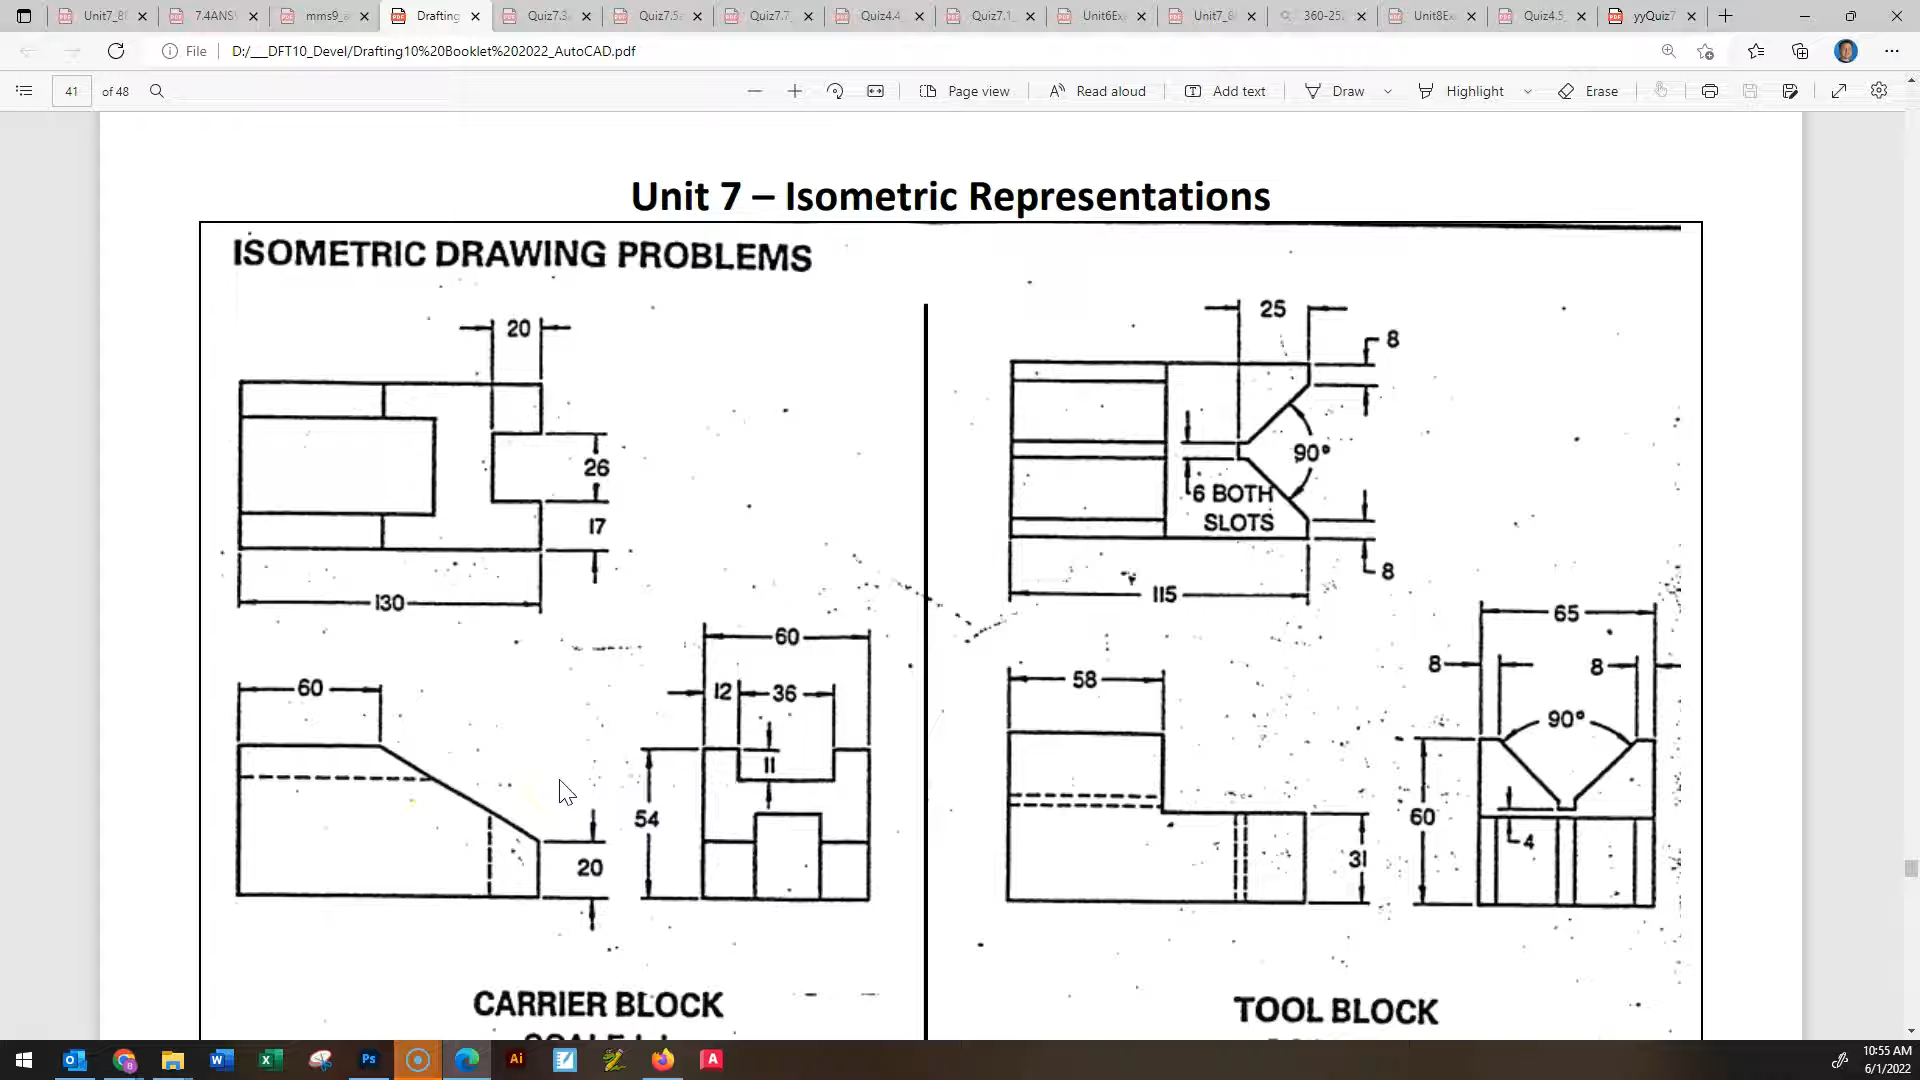 Unit7_8
7.4ANS
mms9_
Drafting
Quiz7.3
Quiz7.5
Quiz7.7
Quiz4.4
Quiz7.1_
Unit6Ex
Unit7_8
360-25
Unit8Ex
Quiz4.5_
yyQuiz7
File
D:/___DFT10_Devel/Drafting10%20Booklet%202022_AutoCAD.pdf
41 of 48
Page view
Read aloud
Add text
Draw
Highlight
Erase
Unit 7 – Isometric Representations
ISOMETRIC DRAWING PROBLEMS
20
26
17
130
60
12 36
11
60
54
20
CARRIER BLOCK
25
8
90°
6 BOTH
SLOTS
8
115
65
8 8
58
90°
60
4
31
TOOL BLOCK
10:55 AM
6/1/2022